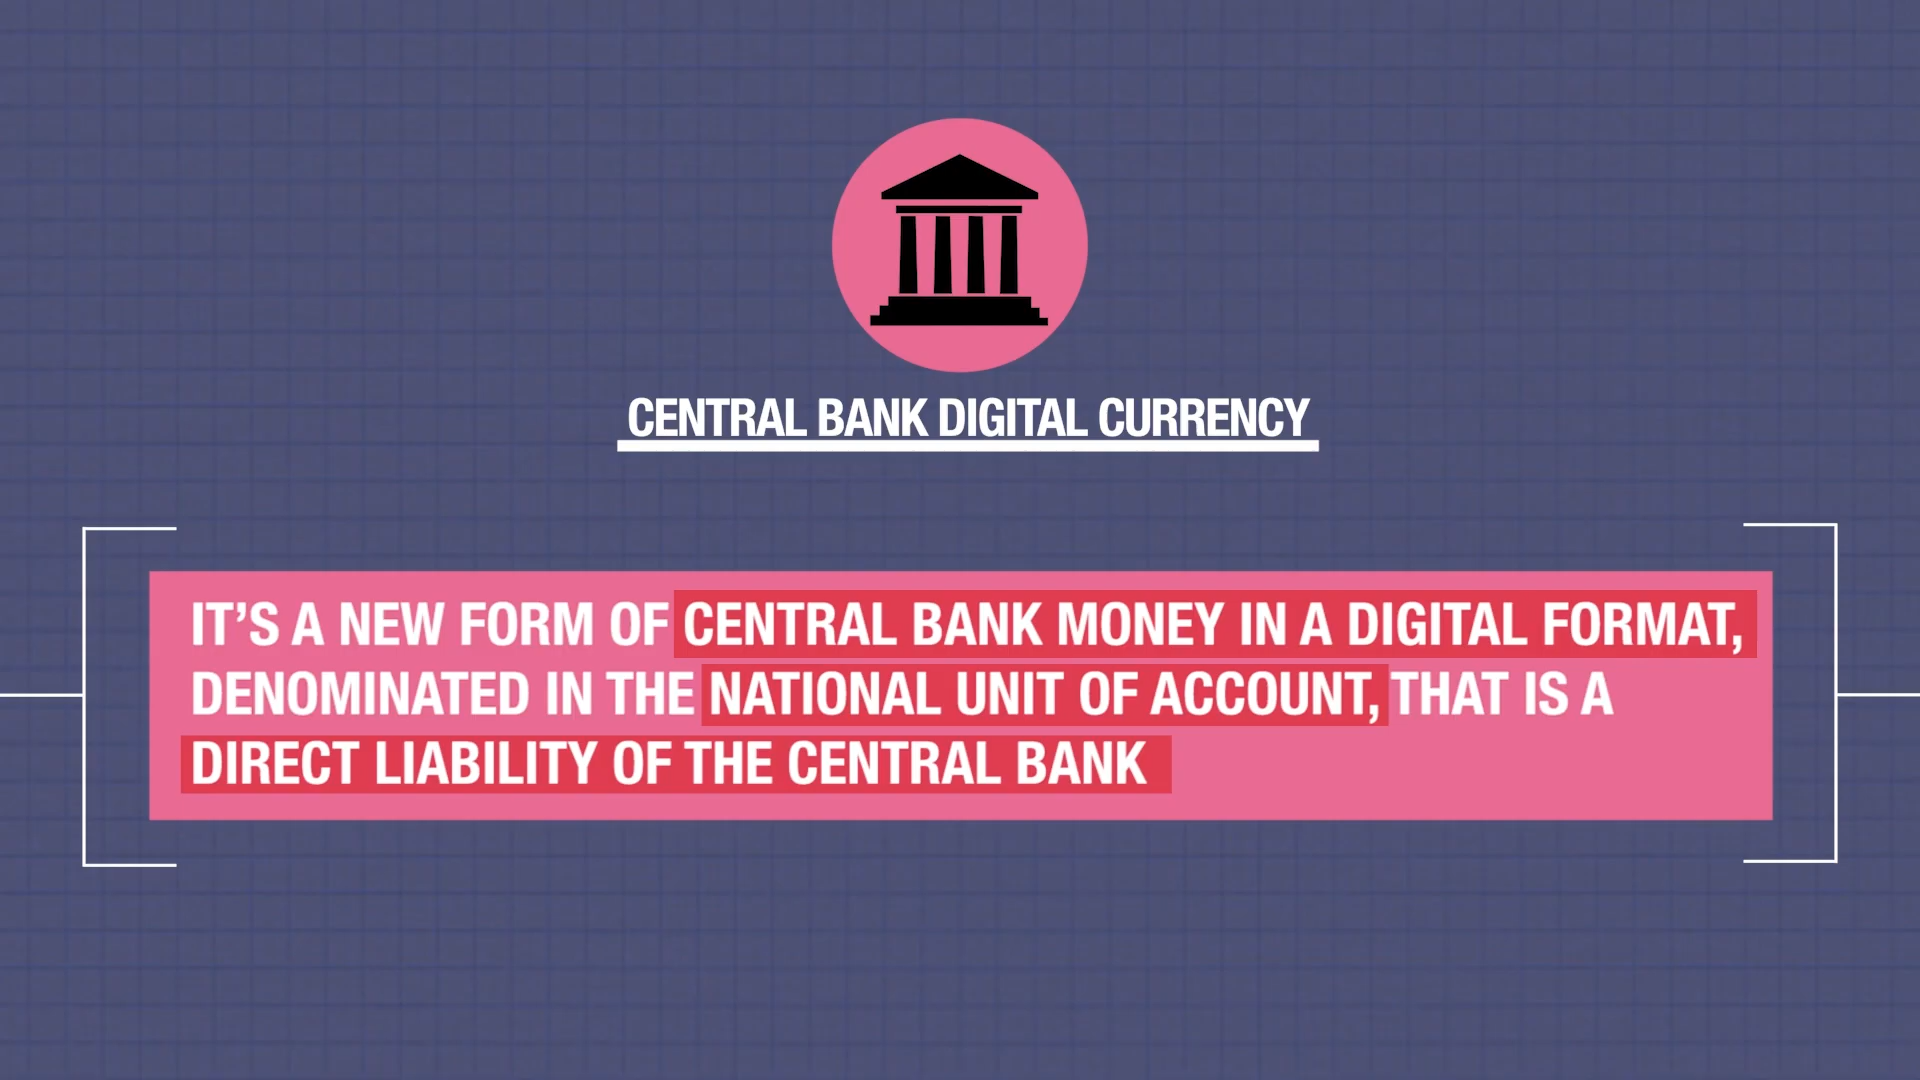 CENTRAL BANK DIGITAL CURRENCY
IT’S A NEW FORM OF CENTRAL BANK MONEY IN A DIGITAL FORMAT,
DENOMINATED IN THE NATIONAL UNIT OF ACCOUNT, THAT IS A
DIRECT LIABILITY OF THE CENTRAL BANK